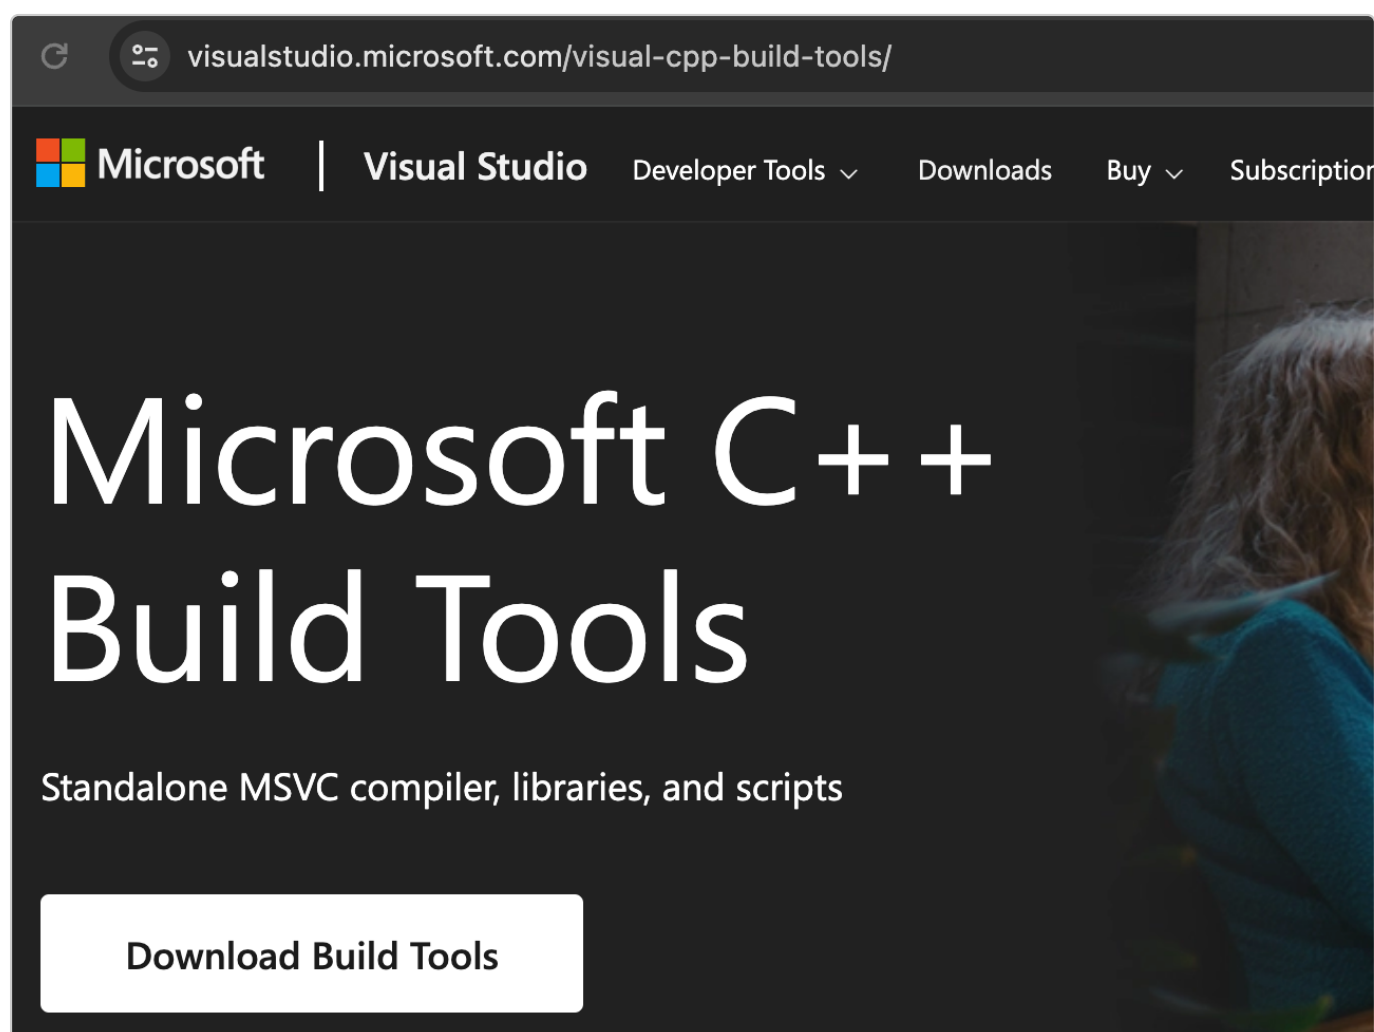 visualstudio.microsoft.com/visual-cpp-build-tools/
Microsoft | Visual Studio Developer Tools Downloads Buy Subscription
Microsoft C++
Build Tools
Standalone MSVC compiler, libraries, and scripts
Download Build Tools